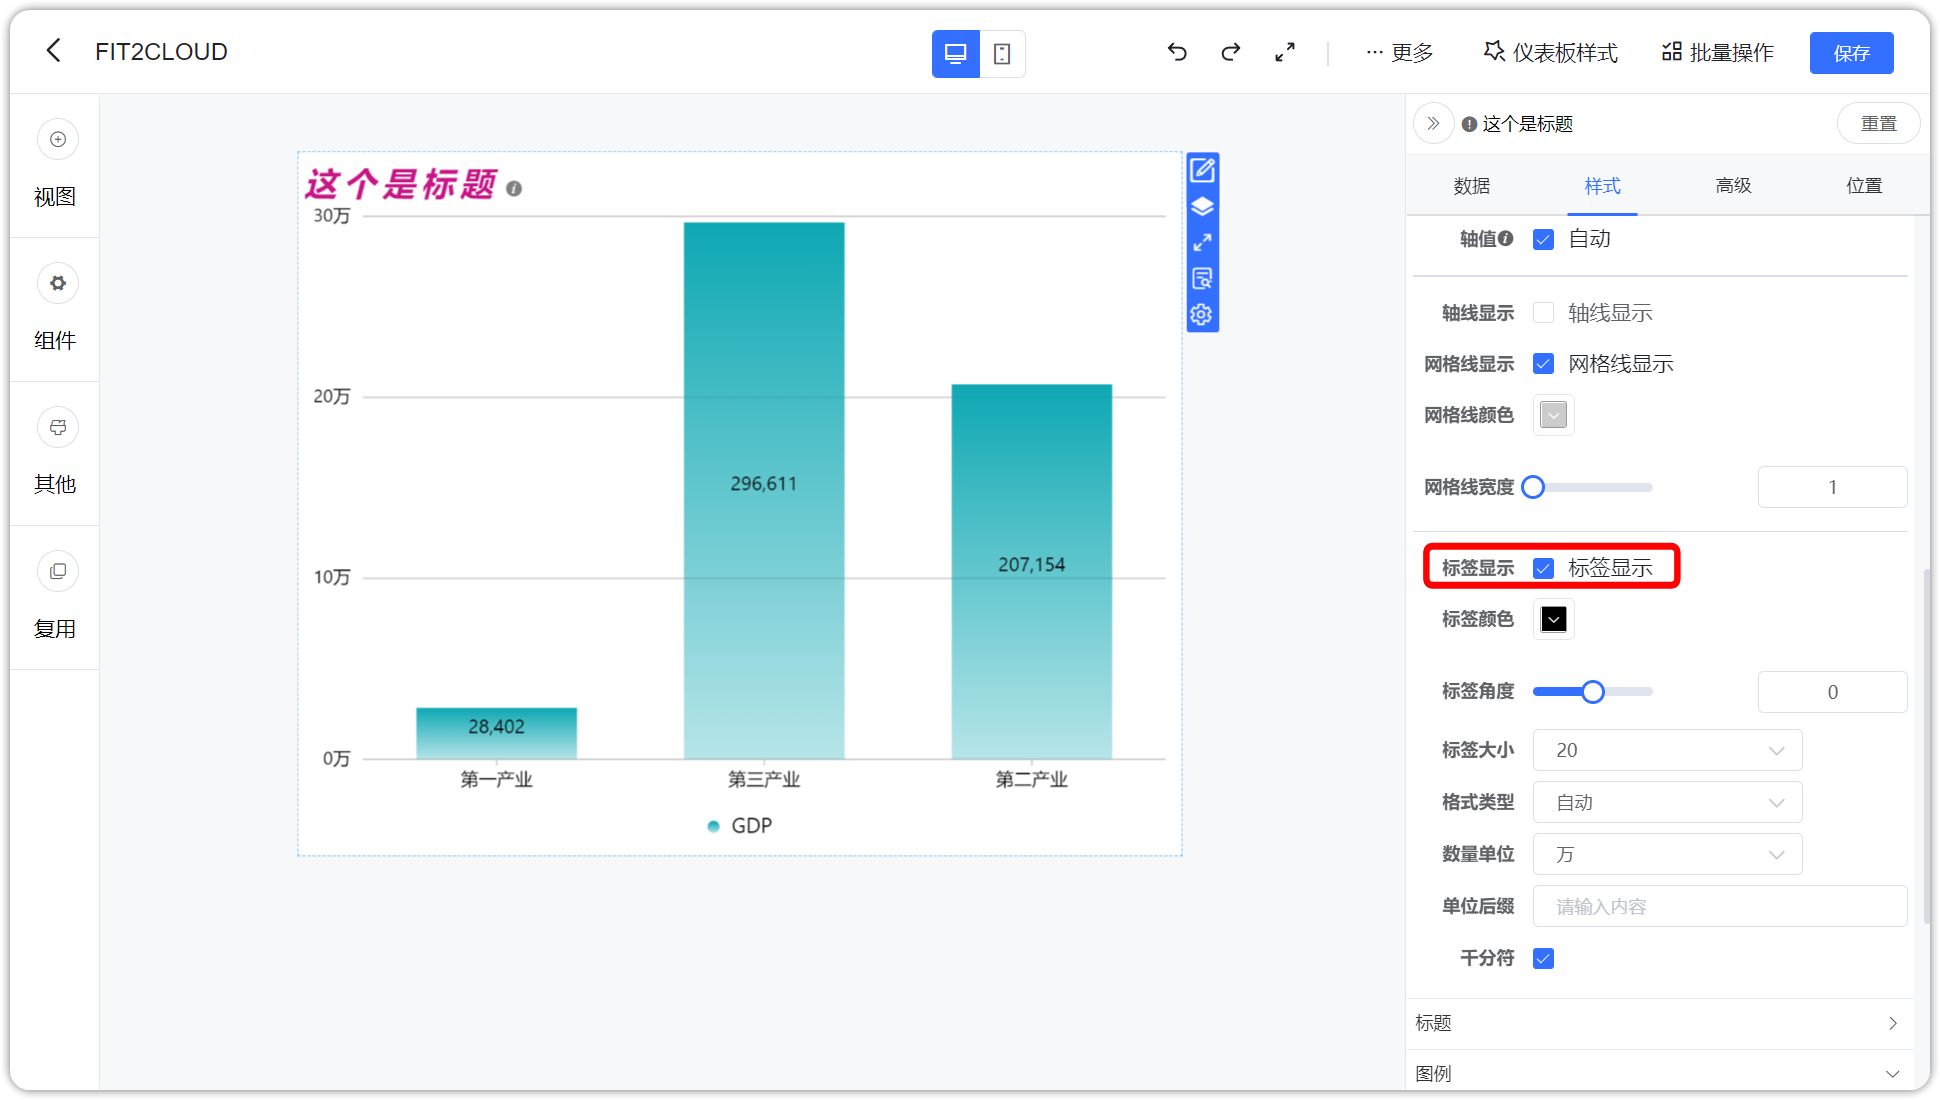 FIT2CLOUD
··· 更多
仪表板样式
批量操作
保存
视图
组件
其他
复用
这个是标题
30万
20万
10万
0万
296,611
207,154
28,402
第一产业
第三产业
第二产业
GDP
这个是标题
重置
数据
样式
高级
位置
轴值
自动
轴线显示
轴线显示
网格线显示
网格线显示
网格线颜色
网格线宽度
1
标签显示
标签显示
标签颜色
标签角度
0
标签大小
20
格式类型
自动
数量单位
万
单位后缀
请输入内容
千分符
标题
图例